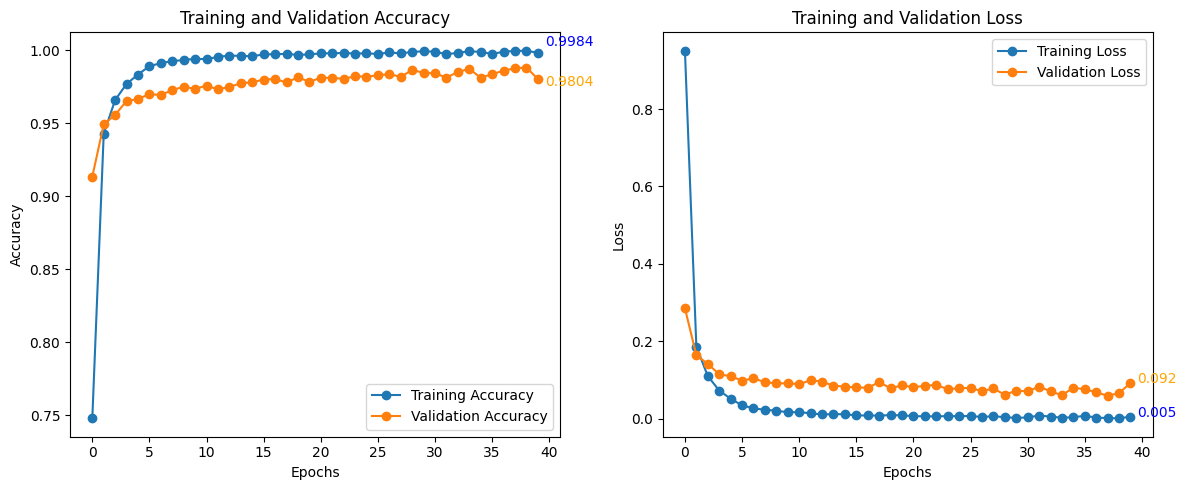 Training and Validation Accuracy
1.00
0.95
0.90
0.85
0.80
0.75
Accuracy
0.9984
0.9804
Training Accuracy
Validation Accuracy
0 5 10 15 20 25 30 35 40
Epochs
Training and Validation Loss
Training Loss
Validation Loss
0.8
0.6
0.4
0.2
0.0
Loss
0.092
0.005
0 5 10 15 20 25 30 35 40
Epochs